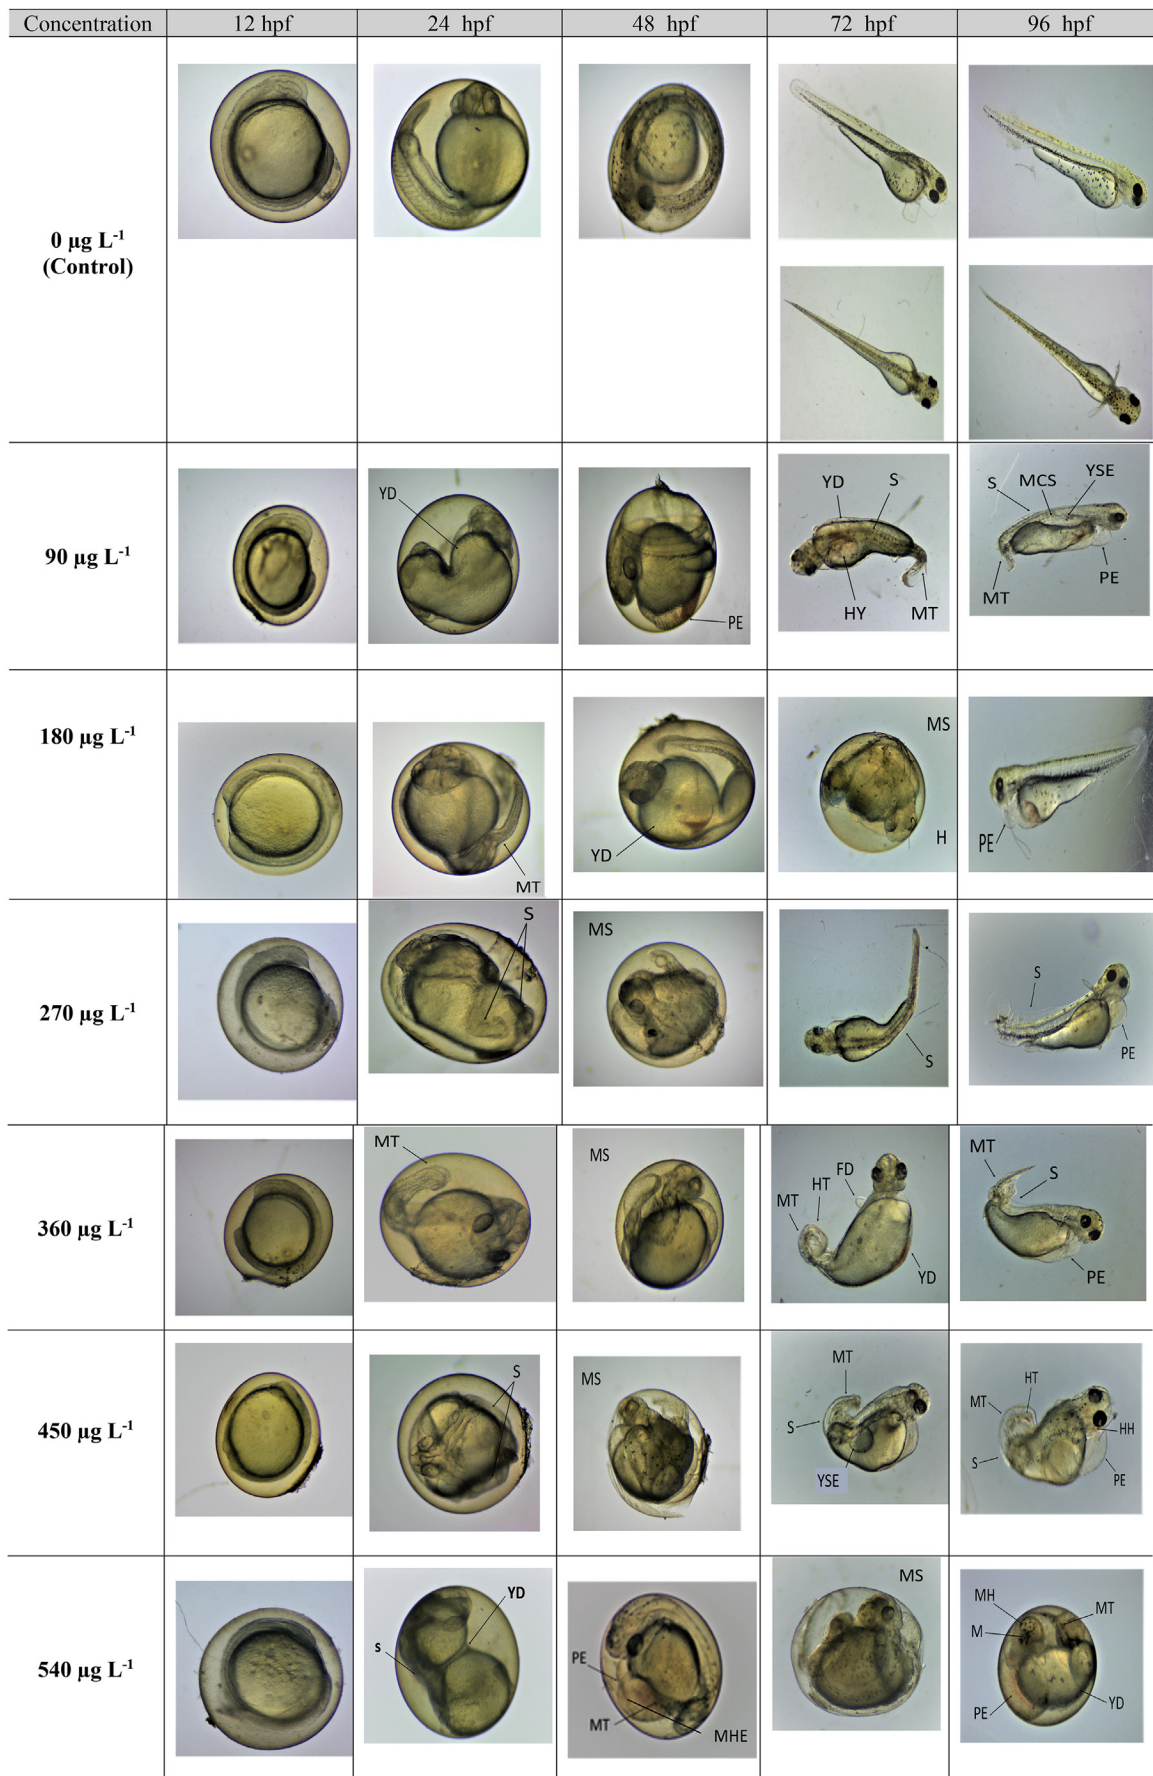 Concentration 12 hpf 24 hpf 48 hpf 72 hpf 96 hpf
0 µg L-1
(Control)
90 µg L-1
YD
PE
YD S
HY MT
S MCS YSE
MT PE
180 µg L-1
MT
YD
MS
H
PE
270 µg L-1
S
MS
S
S
PE
360 µg L-1
MT
MS
MT HT FD
YD
MT S
PE
450 µg L-1
S
MS
MT
S
YSE
MT HT
HH
S PE
540 µg L-1
YD
s
PE
MT
MHE
MS
MH MT
M
PE YD